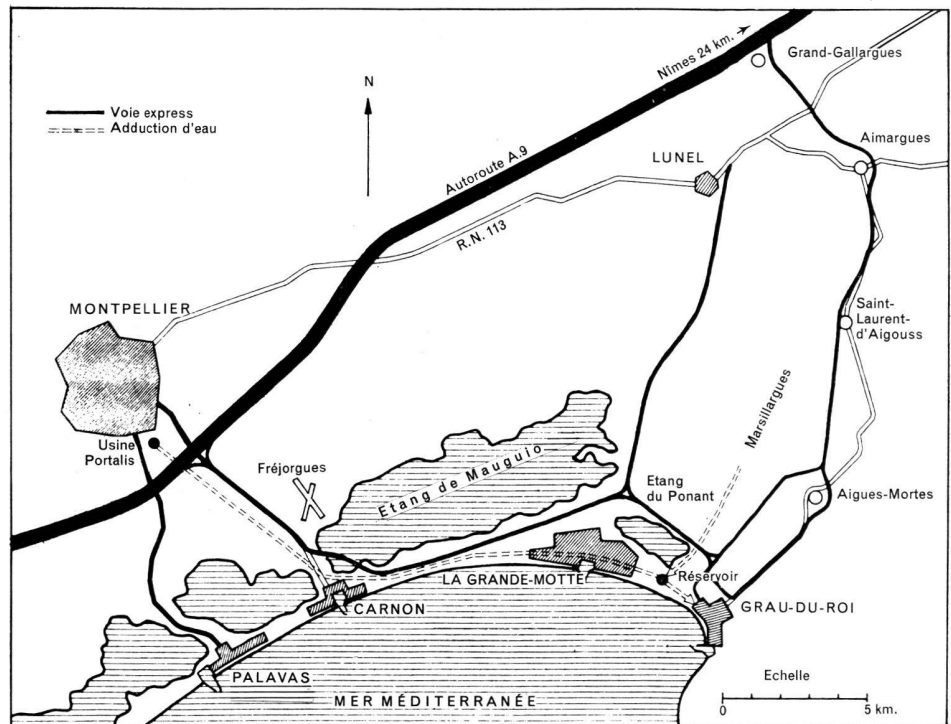 Nîmes 24 km.
Grand-Gallargues
N
Voie express
Adduction d'eau
Aimargues
LUNEL
Autoroute A.9
R.N. 113
MONTPELLIER
Saint-
Laurent-
d'Aigouss
Marsillargues
Usine
Portalis
Fréjorgues
Etang de Mauguio
Etang
du Ponant
Aigues-Mortes
LA GRANDE-MOTTE
Réservoir
CARNON
GRAU-DU-ROI
PALAVAS
Echelle
MER MÉDITERRANÉE
0
5 km.